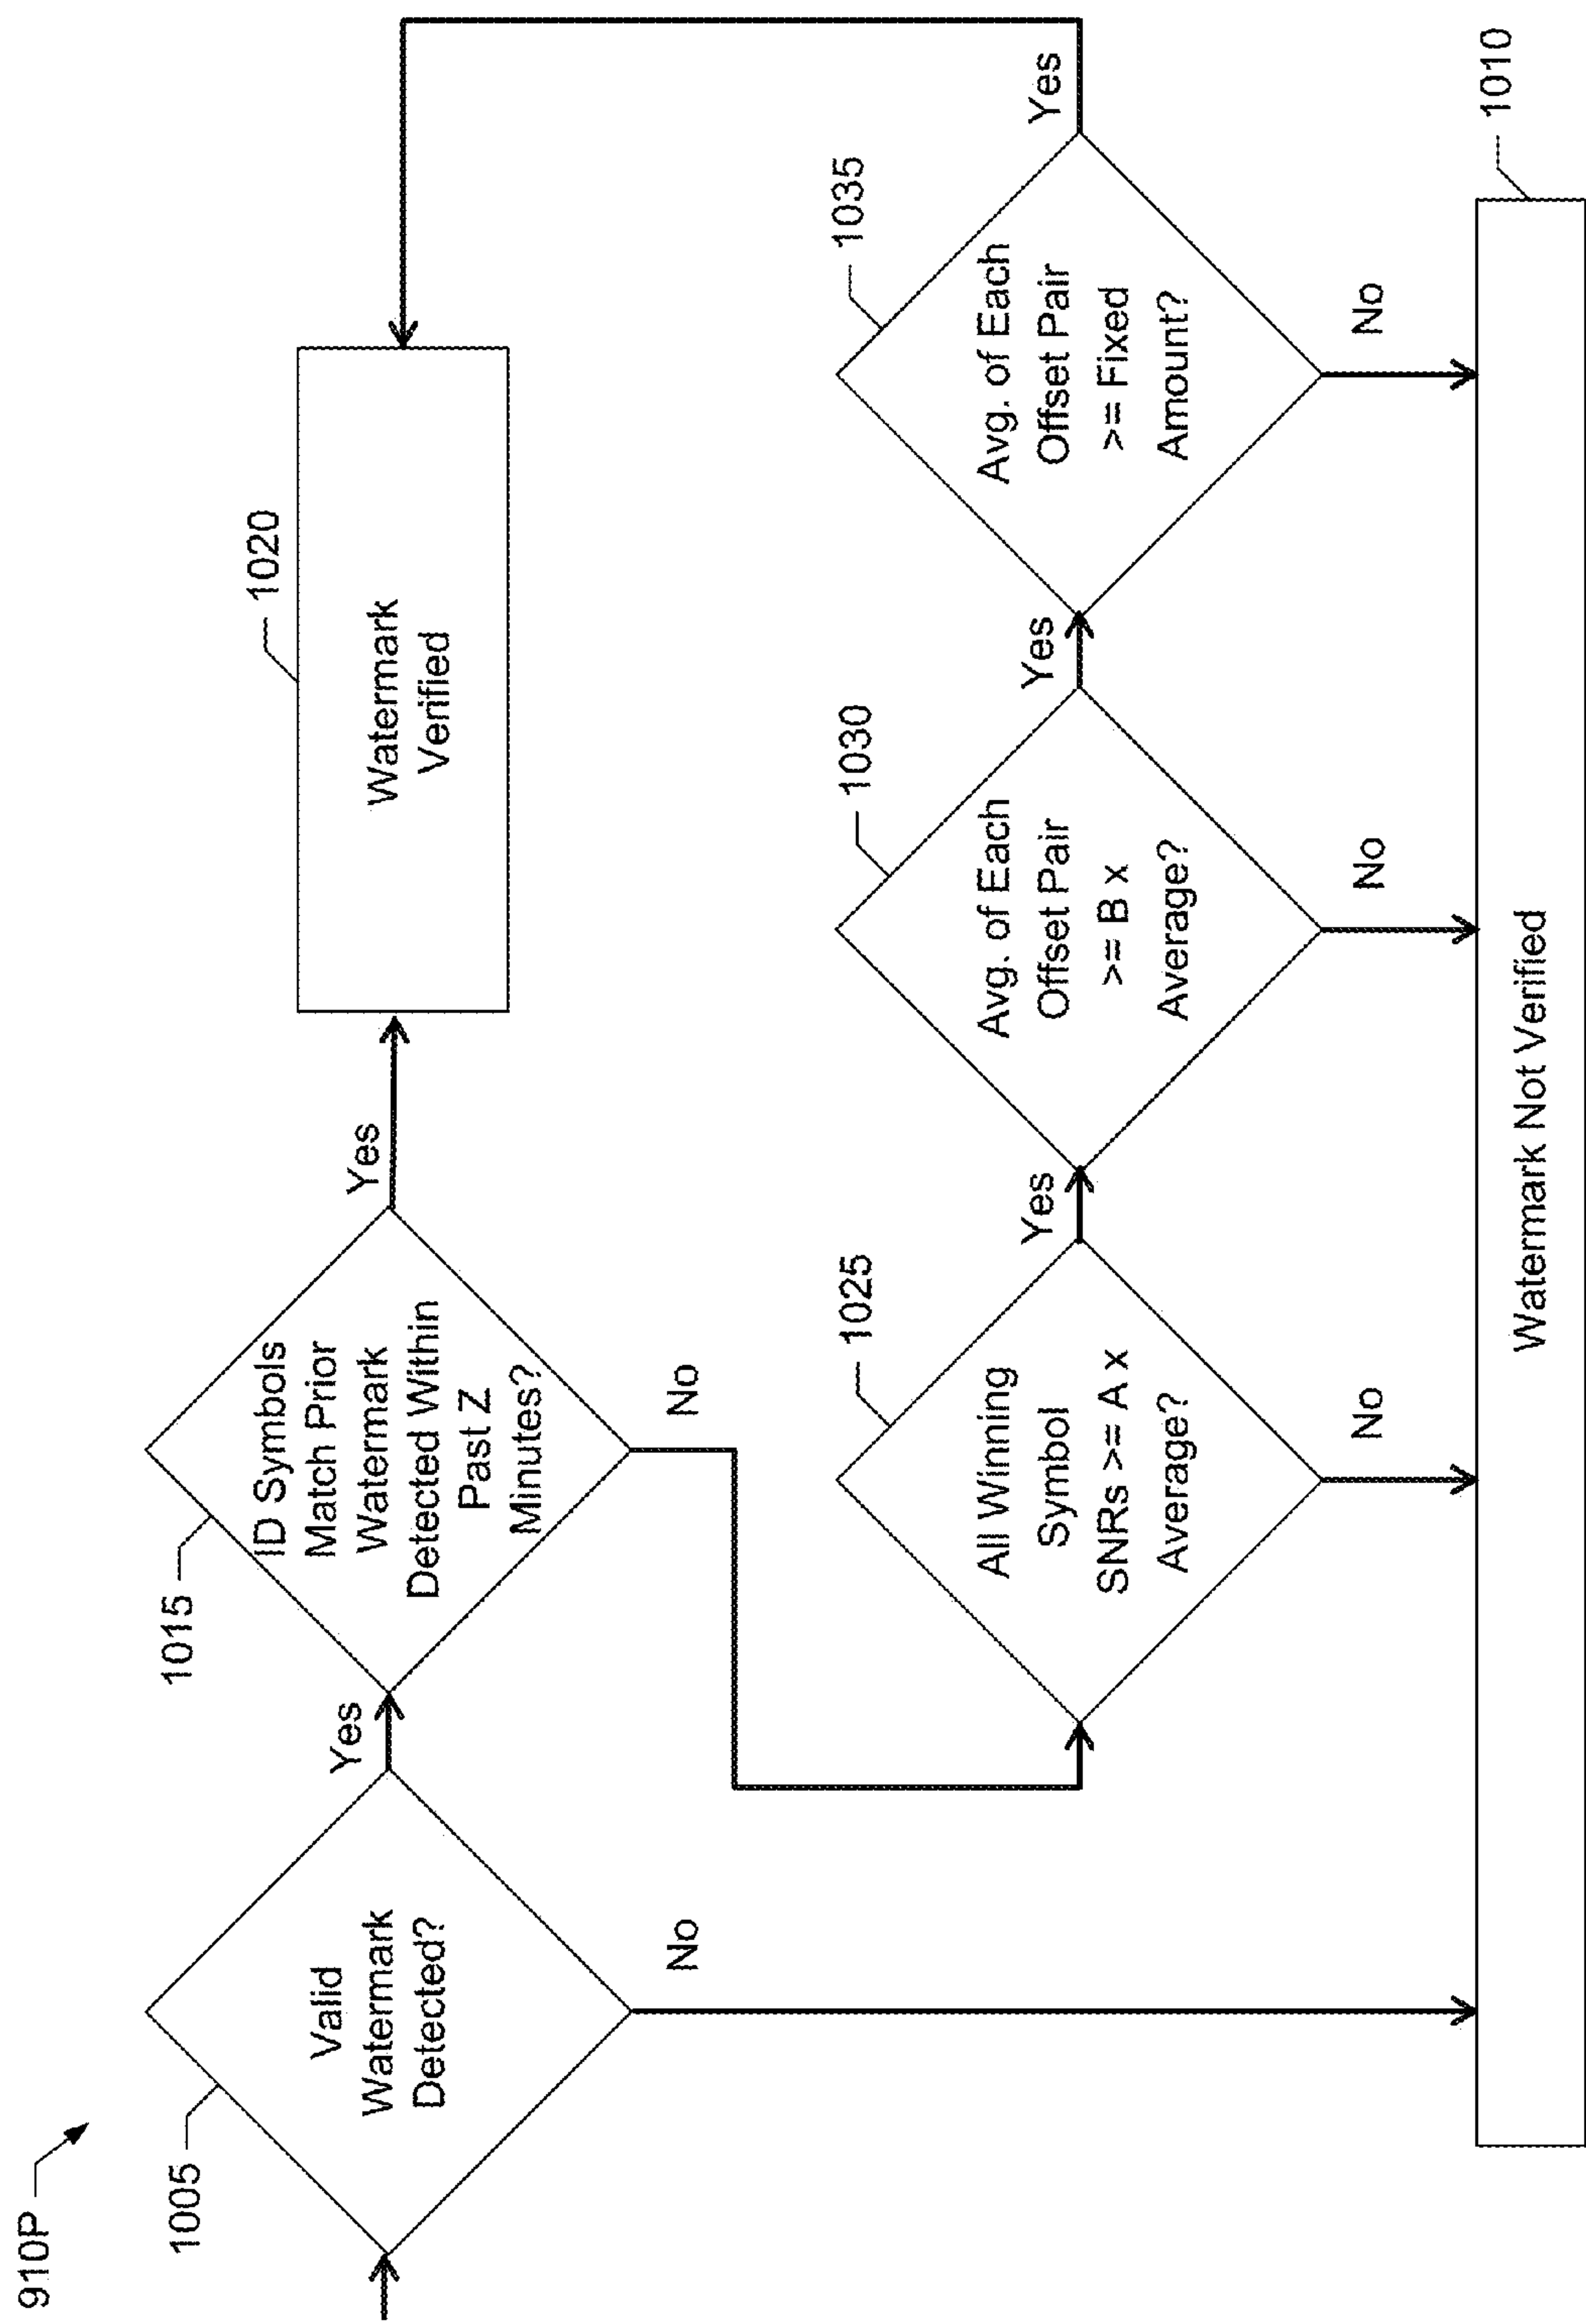 910P
1005
Valid
Watermark
Detected?
Yes
No
1015
ID Symbols
Match Prior
Watermark
Detected Within
Past Z
Minutes?
Yes
No
1020
Watermark
Verified
1025
All Winning
Symbol
SNRs >= A x
Average?
Yes
No
1030
Avg. of Each
Offset Pair
>= B x
Average?
Yes
No
1035
Avg. of Each
Offset Pair
>= Fixed
Amount?
Yes
No
1010
Watermark Not Verified